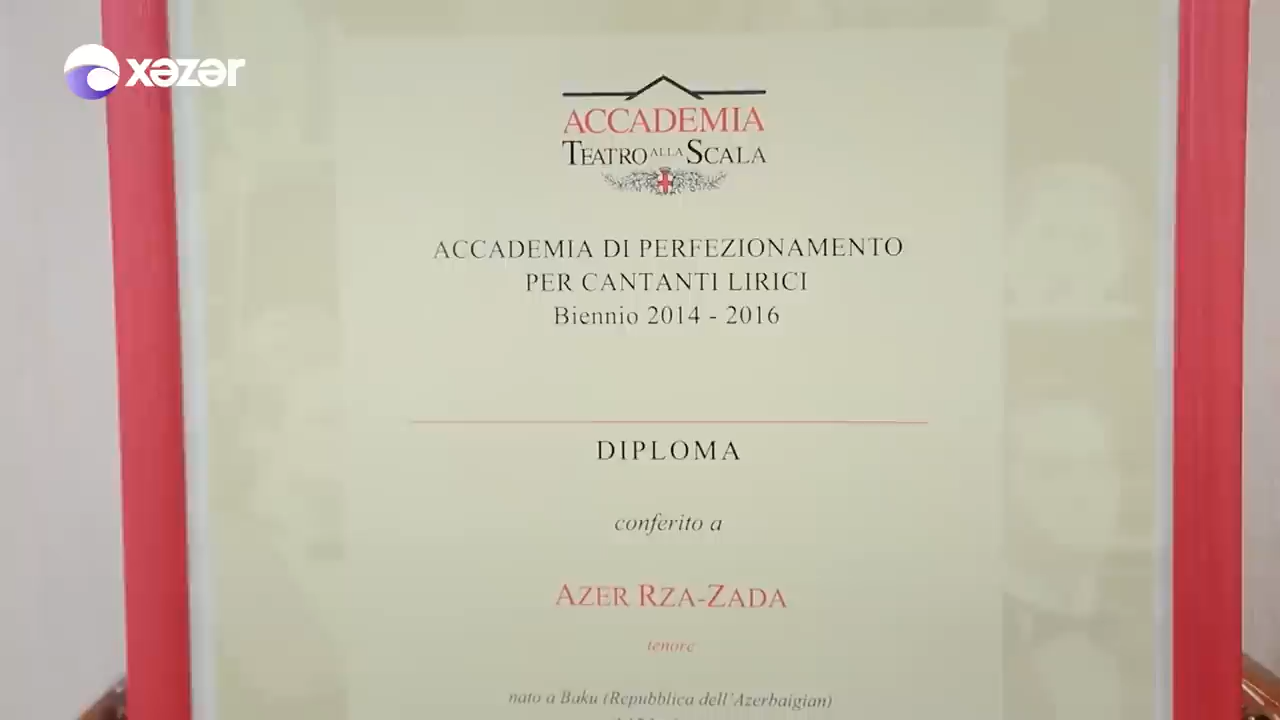 xəzər
ACCADEMIA
TEATRO ALLA SCALA
ACCADEMIA DI PERFEZIONAMENTO
PER CANTANTI LIRICI
Biennio 2014 - 2016
DIPLOMA
conferito a
AZER RZA-ZADA
tenore
nato a Baku (Repubblica dell'Azerbaigian)